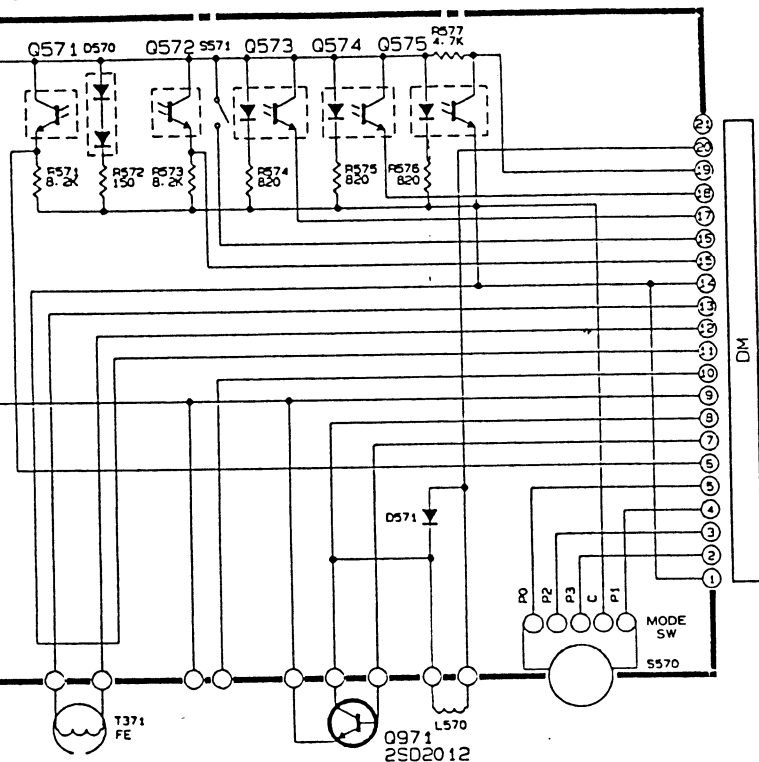 Q571 D570 Q572 S571 Q573 Q574 Q575 R577
4.7K
R571
8.2K
R572
150
R573
8.2K
R574
820
R575
820
R576
820
21
20
19
18
17
15
15
14
13
12
11
10
9
8
7
6
5
4
3
2
1
DM
D571
P0
P2
P3
C
P1
MODE
SW
S570
T371
FE
L570
Q971
2SD2012